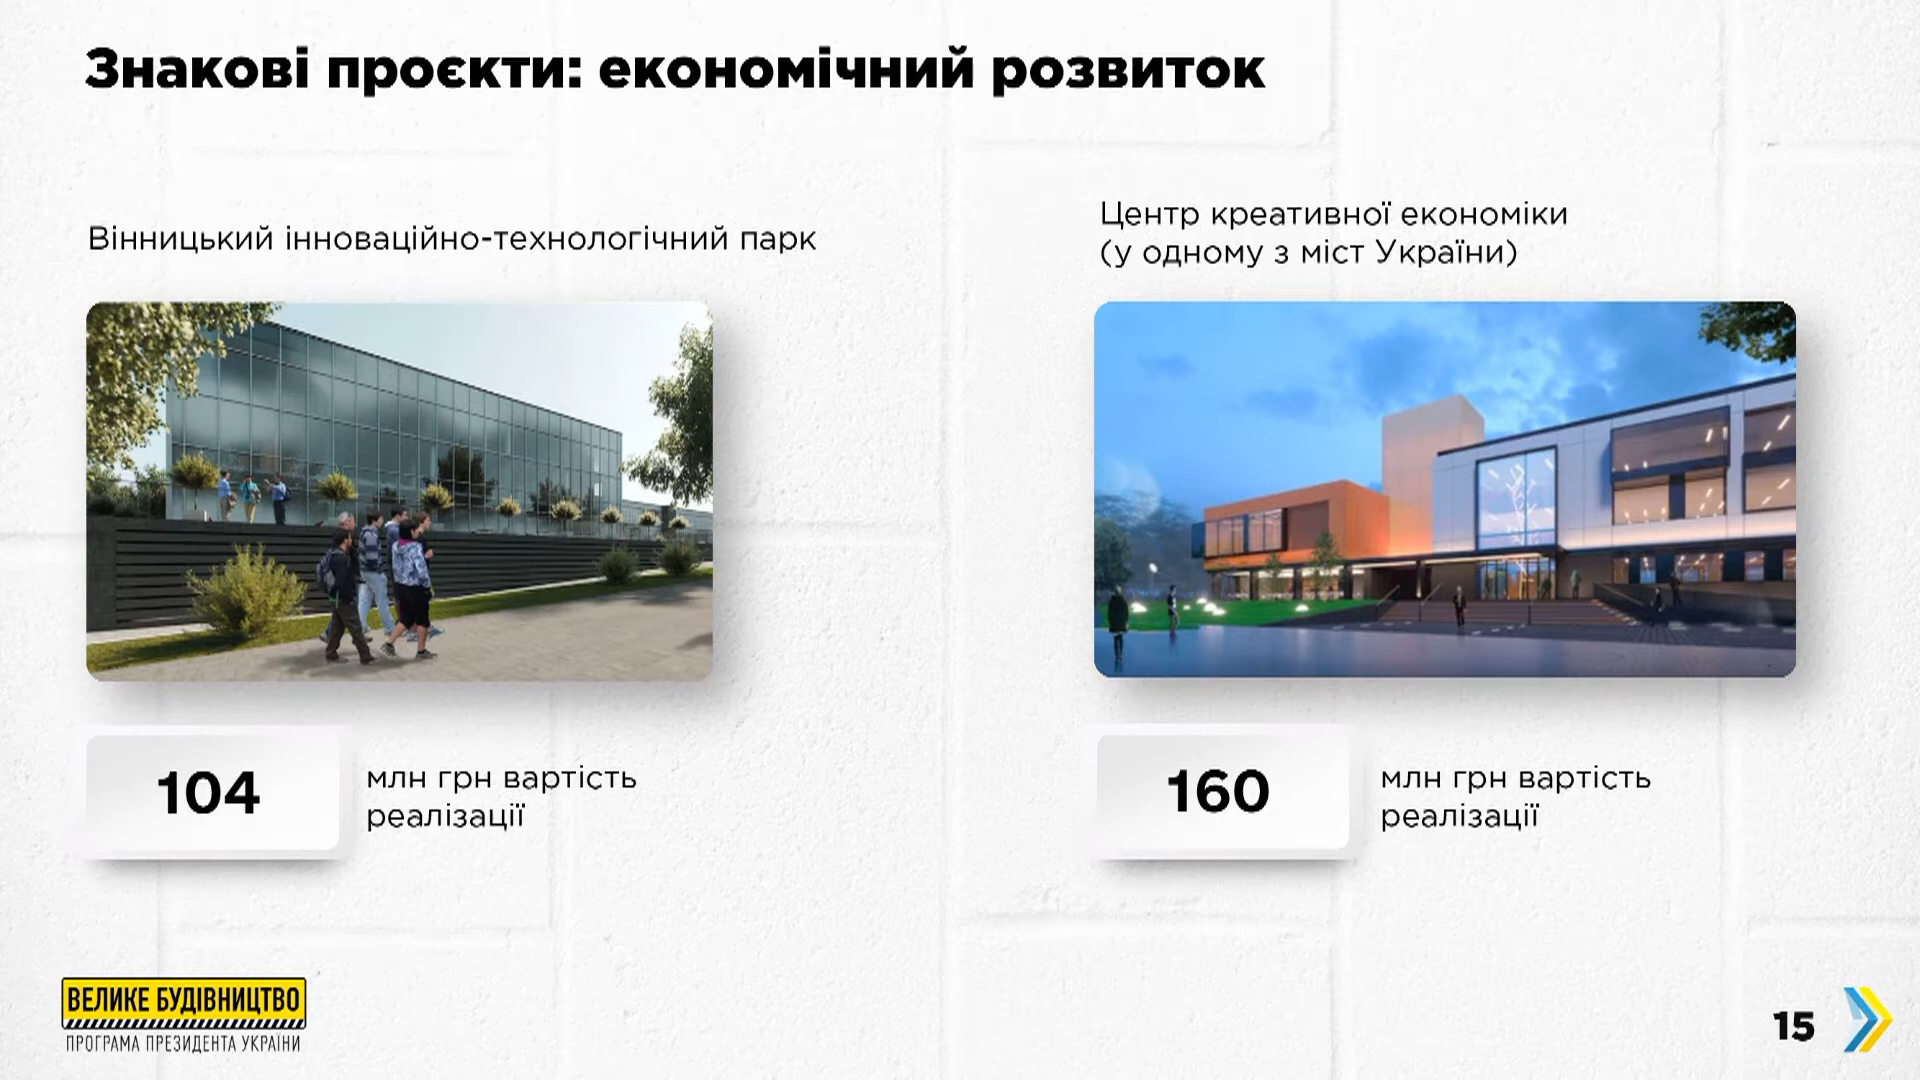 Знакові проєкти: економічний розвиток
Вінницький інноваційно-технологічний парк
104
млн грн вартість
реалізації
Центр креативної економіки
(у одному з міст України)
160
млн грн вартість
реалізації
ВЕЛИКЕ БУДІВНИЦТВО
ПРОГРАМА ПРЕЗИДЕНТА УКРАЇНИ
15